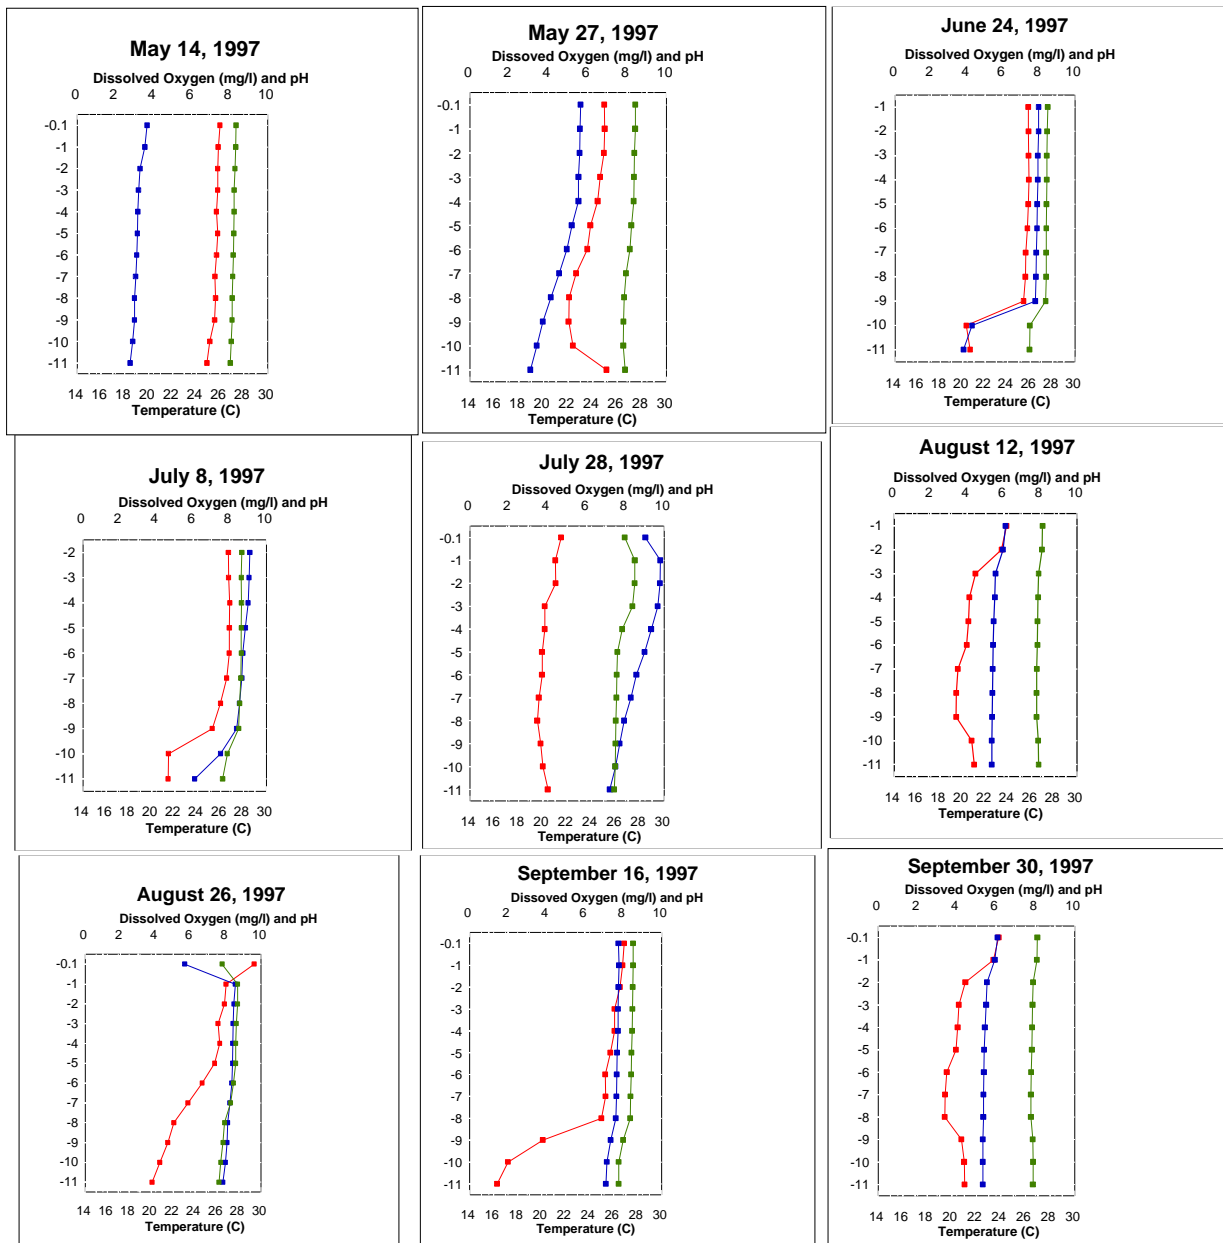 May 14, 1997
Dissolved Oxygen (mg/l) and pH
0 2 4 6 8 10
-0.1
-1
-2
-3
-4
-5
-6
-7
-8
-9
-10
-11
14 16 18 20 22 24 26 28 30
Temperature (C)
May 27, 1997
Dissoved Oxygen (mg/l) and pH
0 2 4 6 8 10
-0.1
-1
-2
-3
-4
-5
-6
-7
-8
-9
-10
-11
14 16 18 20 22 24 26 28 30
Temperature (C)
June 24, 1997
Dissoved Oxygen (mg/l) and pH
0 2 4 6 8 10
-1
-2
-3
-4
-5
-6
-7
-8
-9
-10
-11
14 16 18 20 22 24 26 28 30
Temperature (C)
July 8, 1997
Dissolved Oxygen (mg/l) and pH
0 2 4 6 8 10
-2
-3
-4
-5
-6
-7
-8
-9
-10
-11
14 16 18 20 22 24 26 28 30
Temperature (C)
July 28, 1997
Dissoved Oxygen (mg/l) and pH
0 2 4 6 8 10
-0.1
-1
-2
-3
-4
-5
-6
-7
-8
-9
-10
-11
14 16 18 20 22 24 26 28 30
Temperature (C)
August 12, 1997
Dissolved Oxygen (mg/l) and pH
0 2 4 6 8 10
-1
-2
-3
-4
-5
-6
-7
-8
-9
-10
-11
14 16 18 20 22 24 26 28 30
Temperature (C)
August 26, 1997
Dissolved Oxygen (mg/l) and pH
0 2 4 6 8 10
-0.1
-1
-2
-3
-4
-5
-6
-7
-8
-9
-10
-11
14 16 18 20 22 24 26 28 30
Temperature (C)
September 16, 1997
Dissoved Oxygen (mg/l) and pH
0 2 4 6 8 10
-0.1
-1
-2
-3
-4
-5
-6
-7
-8
-9
-10
-11
14 16 18 20 22 24 26 28 30
Temperature (C)
September 30, 1997
Dissoved Oxygen (mg/l) and pH
0 2 4 6 8 10
-0.1
-1
-2
-3
-4
-5
-6
-7
-8
-9
-10
-11
14 16 18 20 22 24 26 28 30
Temperature (C)